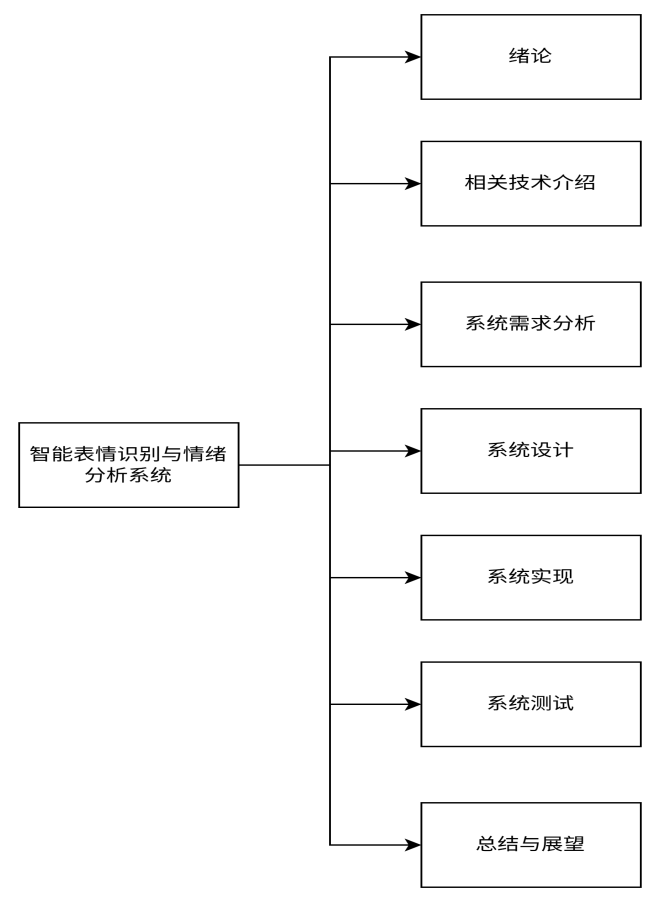 绪论
相关技术介绍
系统需求分析
智能表情识别与情绪
分析系统
系统设计
系统实现
系统测试
总结与展望